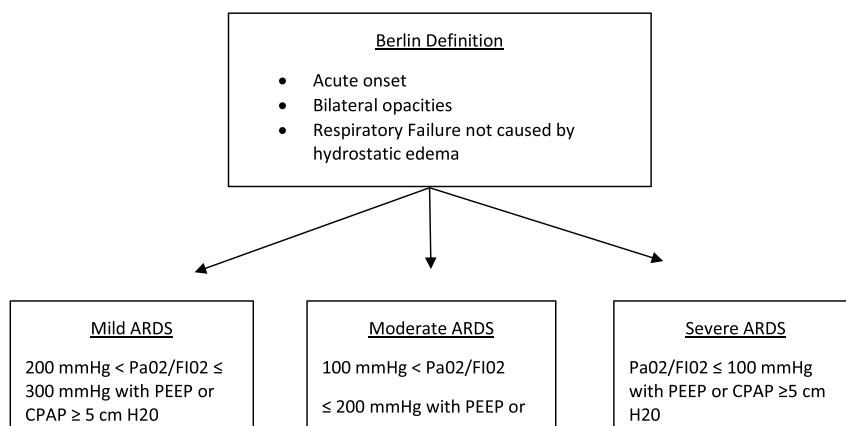 Berlin Definition
• Acute onset
• Bilateral opacities
• Respiratory Failure not caused by
hydrostatic edema
Mild ARDS
200 mmHg < Pa02/FI02 ≤
300 mmHg with PEEP or
CPAP ≥ 5 cm H20
Moderate ARDS
100 mmHg < Pa02/FI02
≤ 200 mmHg with PEEP or
Severe ARDS
Pa02/FI02 ≤ 100 mmHg
with PEEP or CPAP ≥5 cm
H20